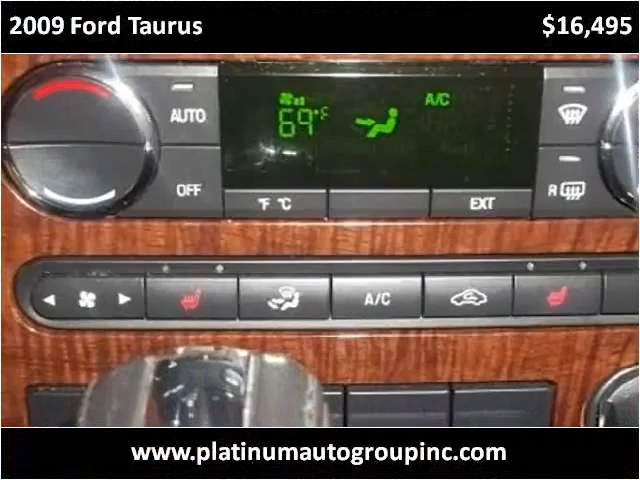 2009 Ford Taurus $16,495
A/C
69°F
AUTO
OFF
°F °C
EXT
R
A/C
www.platinumautogroupinc.com